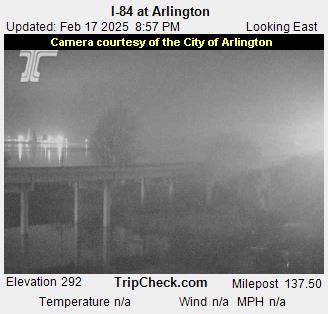 I-84 at Arlington
Updated: Feb 17 2025 8:57 PM Looking East
Camera courtesy of the City of Arlington
Elevation 292 TripCheck.com Milepost 137.50
Temperature n/a Wind n/a MPH n/a